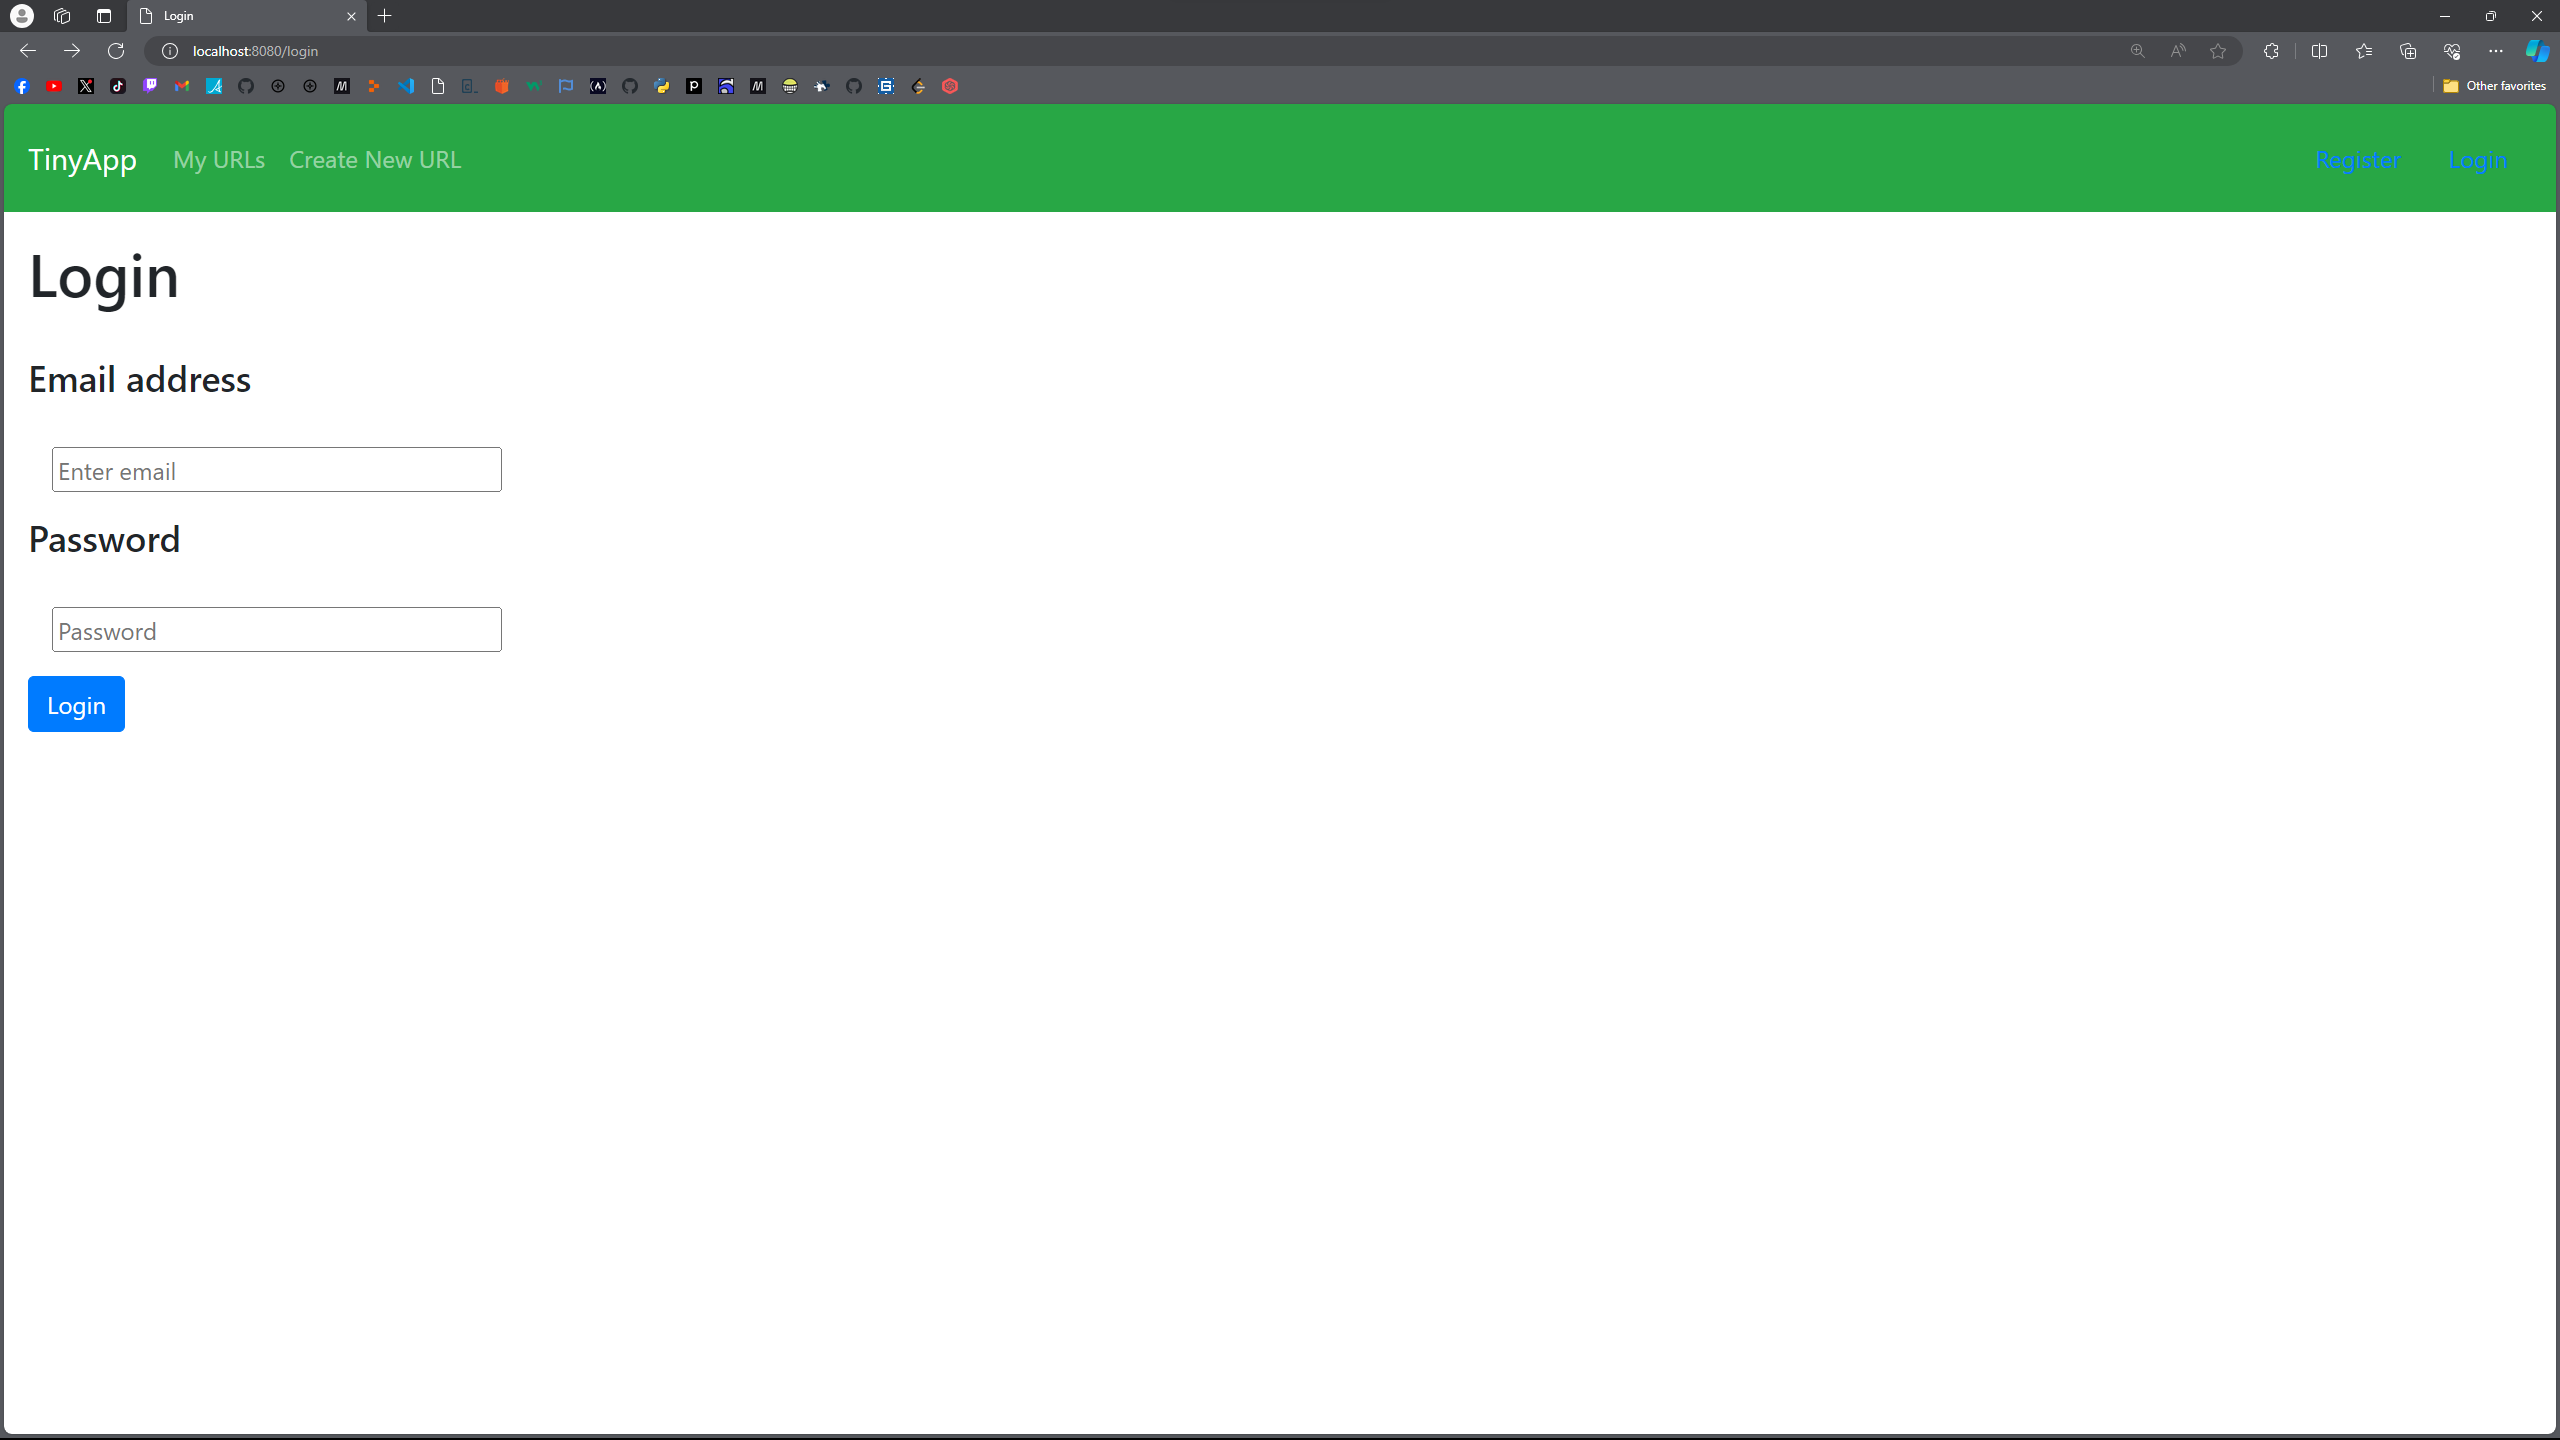 Login
localhost:8080/login
Other favorites
TinyApp My URLs Create New URL Register Login
Login
Email address
Enter email
Password
Password
Login